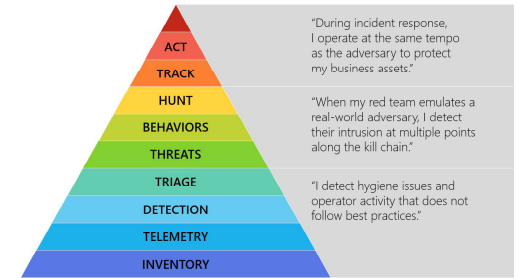 ACT
TRACK
HUNT
BEHAVIORS
THREATS
TRIAGE
DETECTION
TELEMETRY
INVENTORY
“During incident response,
I operate at the same tempo
as the adversary to protect
my business assets.”
“When my red team emulates a
real-world adversary, I detect
their intrusion at multiple points
along the kill chain.”
“I detect hygiene issues and
operator activity that does not
follow best practices.”